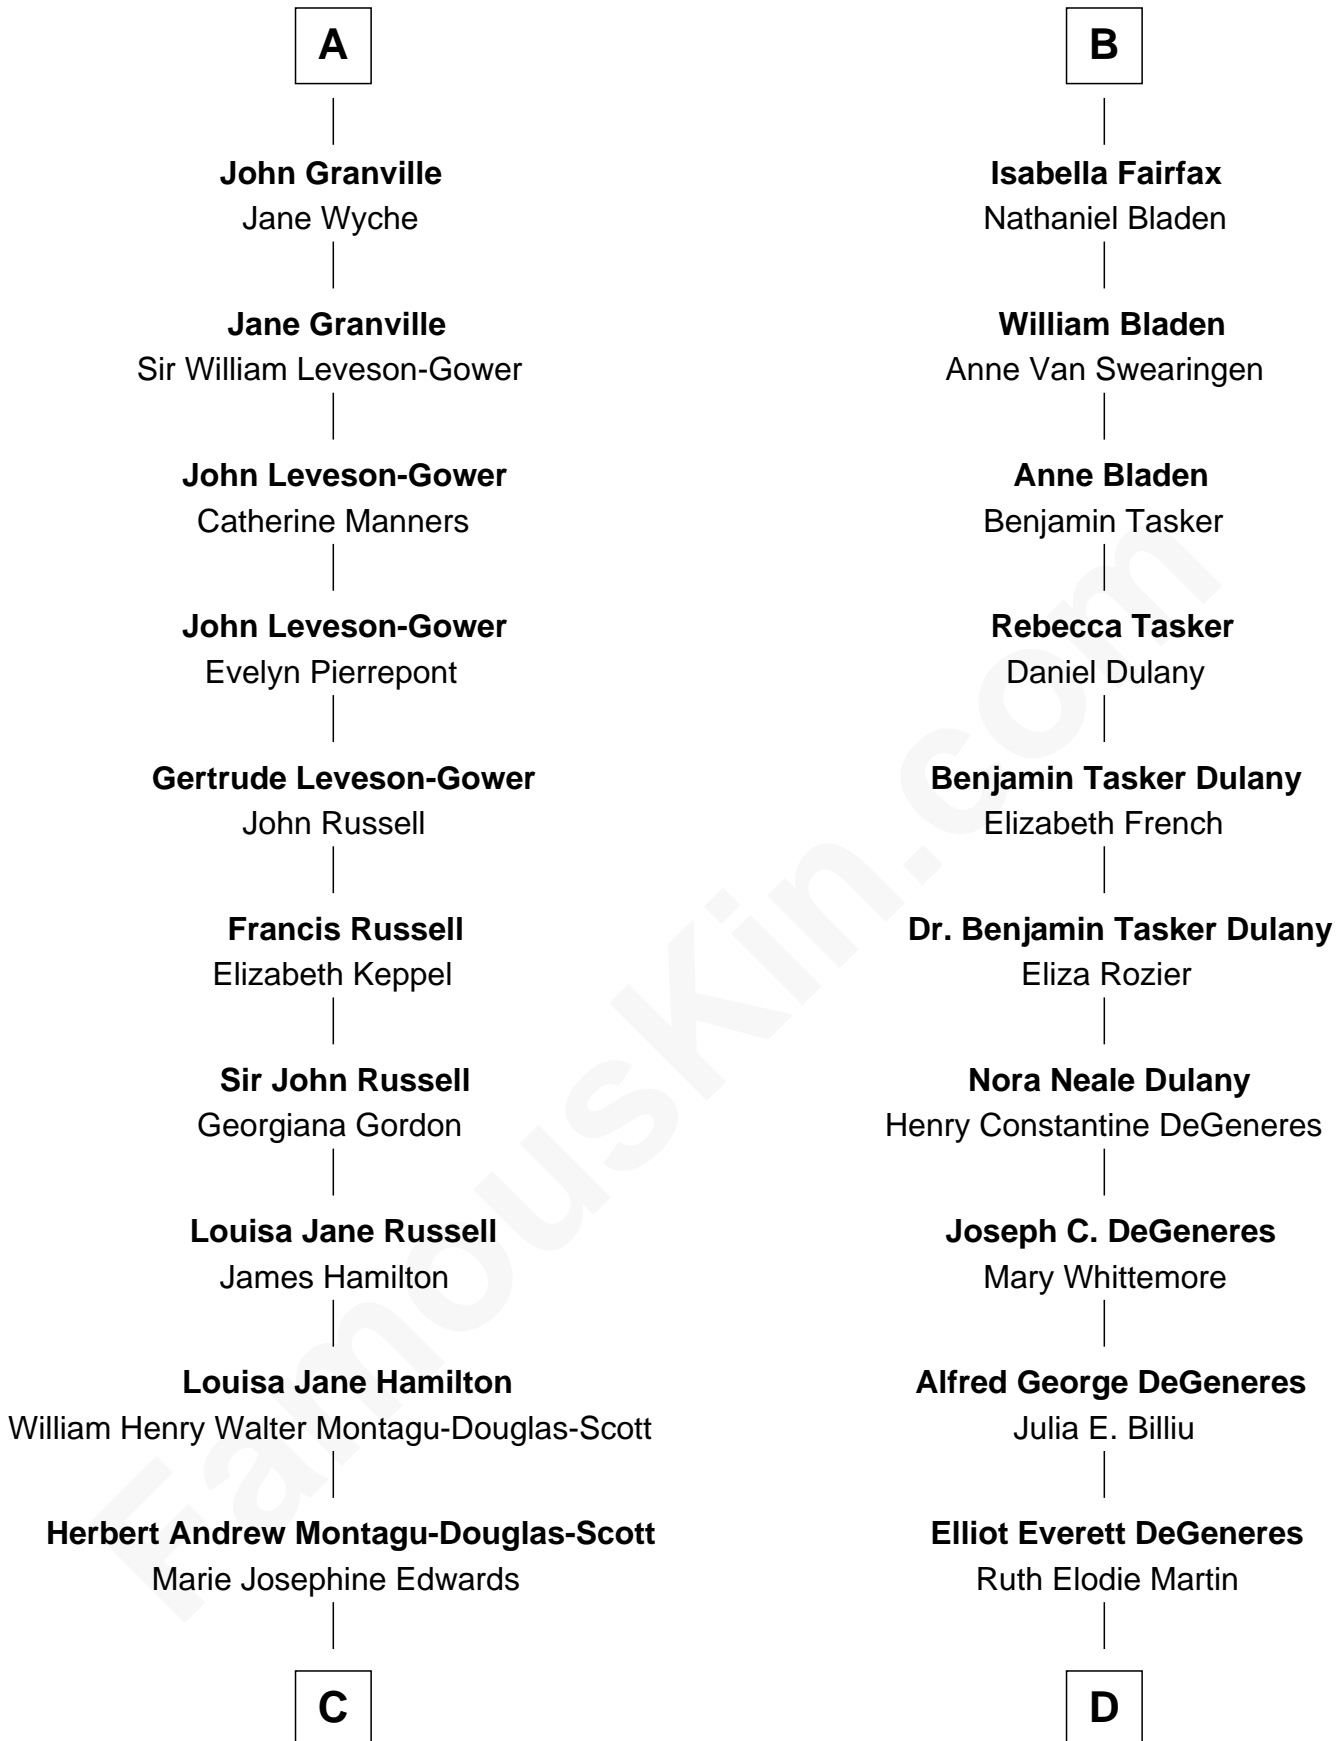 A
John Granville
Jane Wyche
Jane Granville
Sir William Leveson-Gower
John Leveson-Gower
Catherine Manners
John Leveson-Gower
Evelyn Pierrepont
Gertrude Leveson-Gower
John Russell
Francis Russell
Elizabeth Keppel
Sir John Russell
Georgiana Gordon
Louisa Jane Russell
James Hamilton
Louisa Jane Hamilton
William Henry Walter Montagu-Douglas-Scott
Herbert Andrew Montagu-Douglas-Scott
Marie Josephine Edwards
C
B
Isabella Fairfax
Nathaniel Bladen
William Bladen
Anne Van Swearingen
Anne Bladen
Benjamin Tasker
Rebecca Tasker
Daniel Dulany
Benjamin Tasker Dulany
Elizabeth French
Dr. Benjamin Tasker Dulany
Eliza Rozier
Nora Neale Dulany
Henry Constantine DeGeneres
Joseph C. DeGeneres
Mary Whittemore
Alfred George DeGeneres
Julia E. Billiu
Elliot Everett DeGeneres
Ruth Elodie Martin
D
FamousKin.com